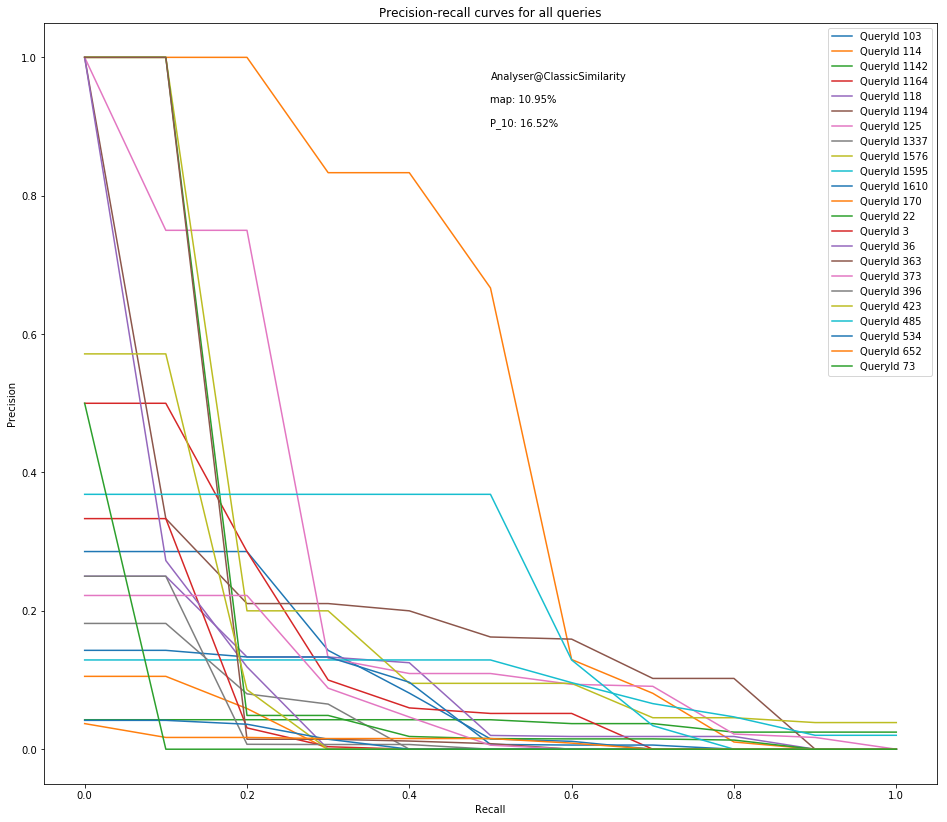 Precision-recall curves for all queries
Analyser@ClassicSimilarity
map: 10.95%
P_10: 16.52%
QueryId 103
QueryId 114
QueryId 1142
QueryId 1164
QueryId 118
QueryId 1194
QueryId 125
QueryId 1337
QueryId 1576
QueryId 1595
QueryId 1610
QueryId 170
QueryId 22
QueryId 3
QueryId 36
QueryId 363
QueryId 373
QueryId 396
QueryId 423
QueryId 485
QueryId 534
QueryId 652
QueryId 73
Precision
1.0
0.8
0.6
0.4
0.2
0.0
0.0 0.2 0.4 0.6 0.8 1.0
Recall